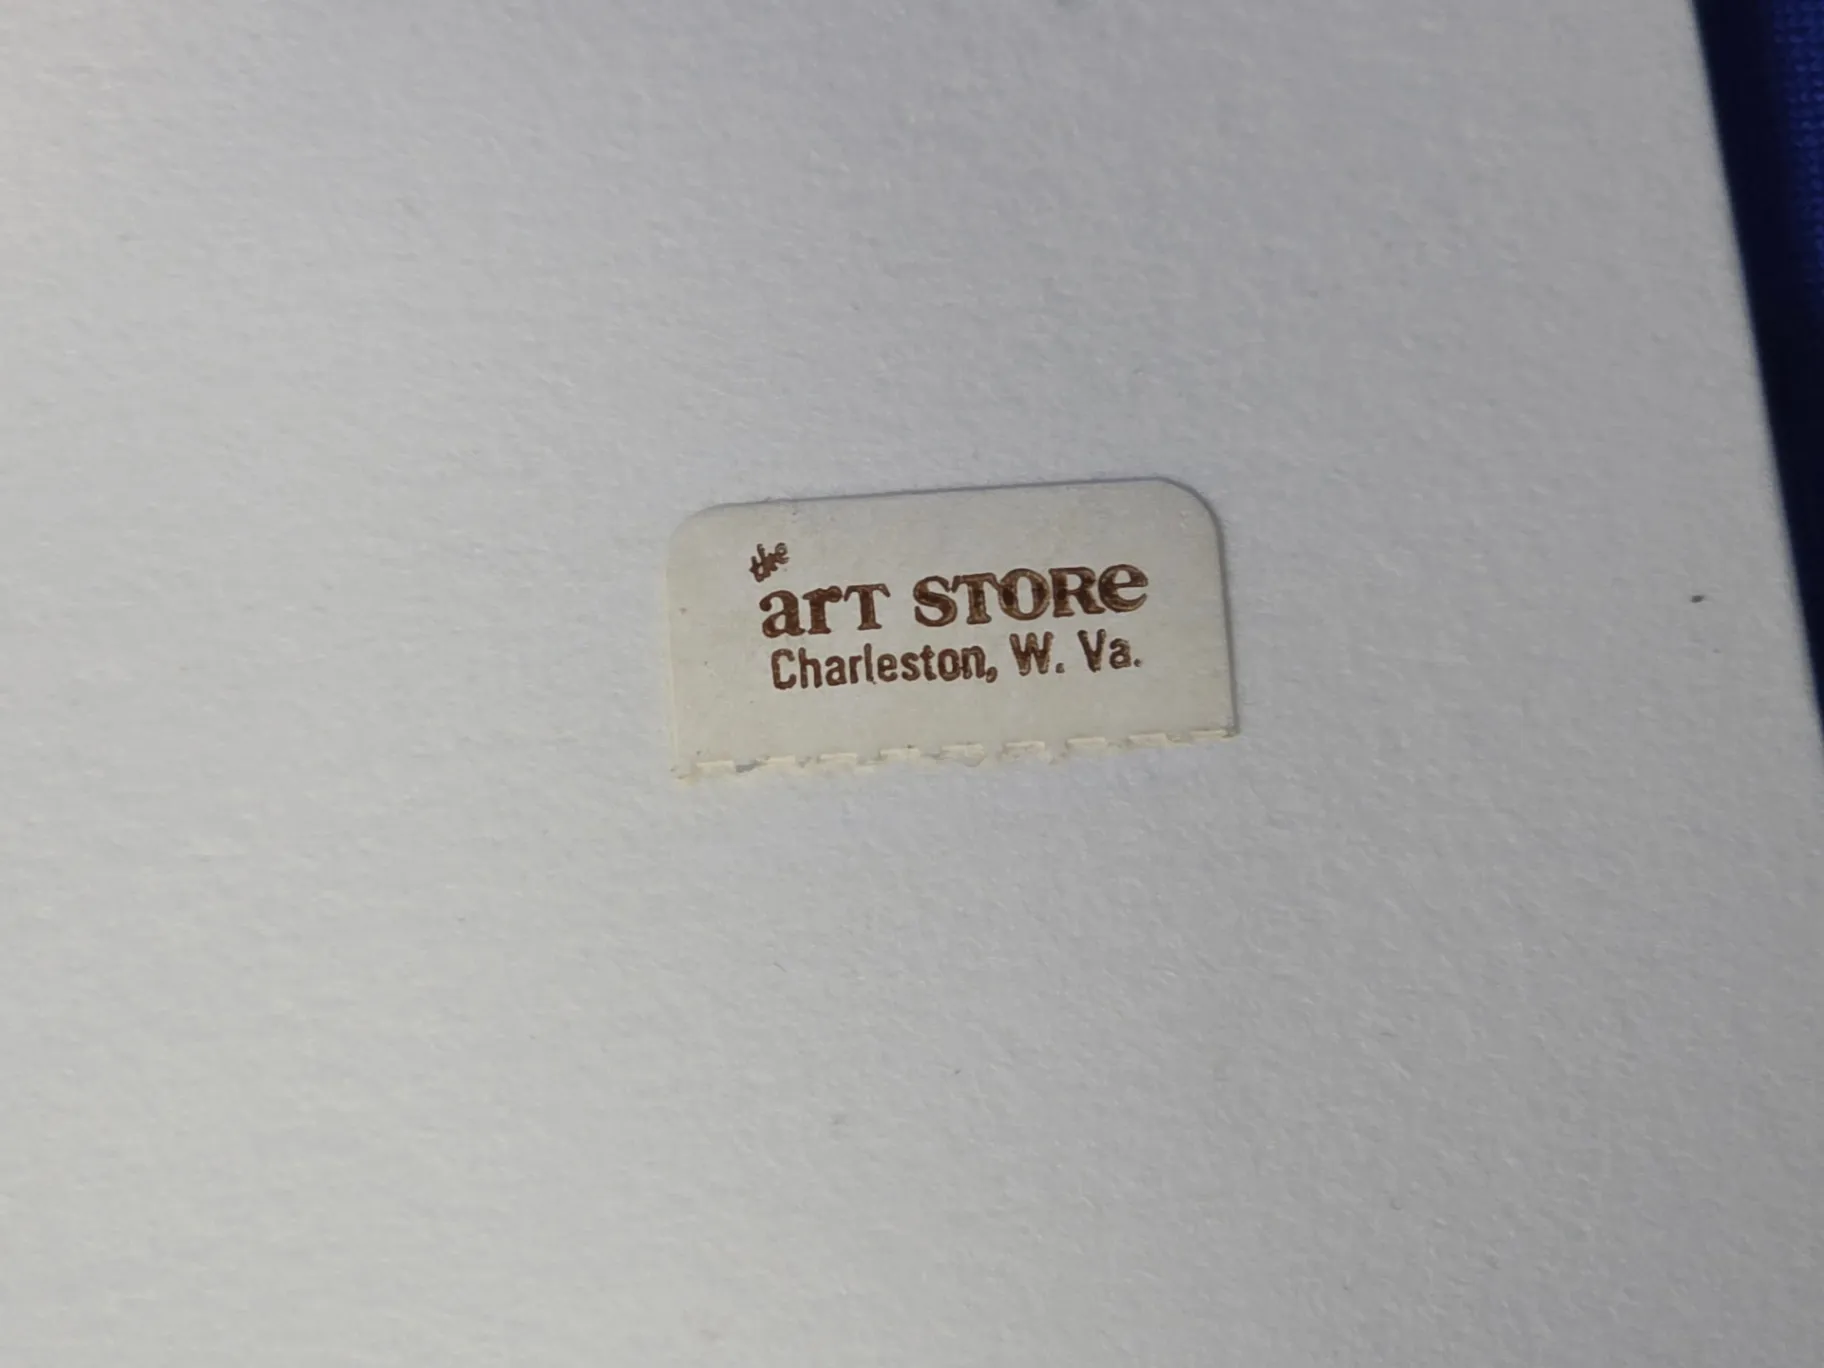 the
arT STORe
Charleston, W. Va.